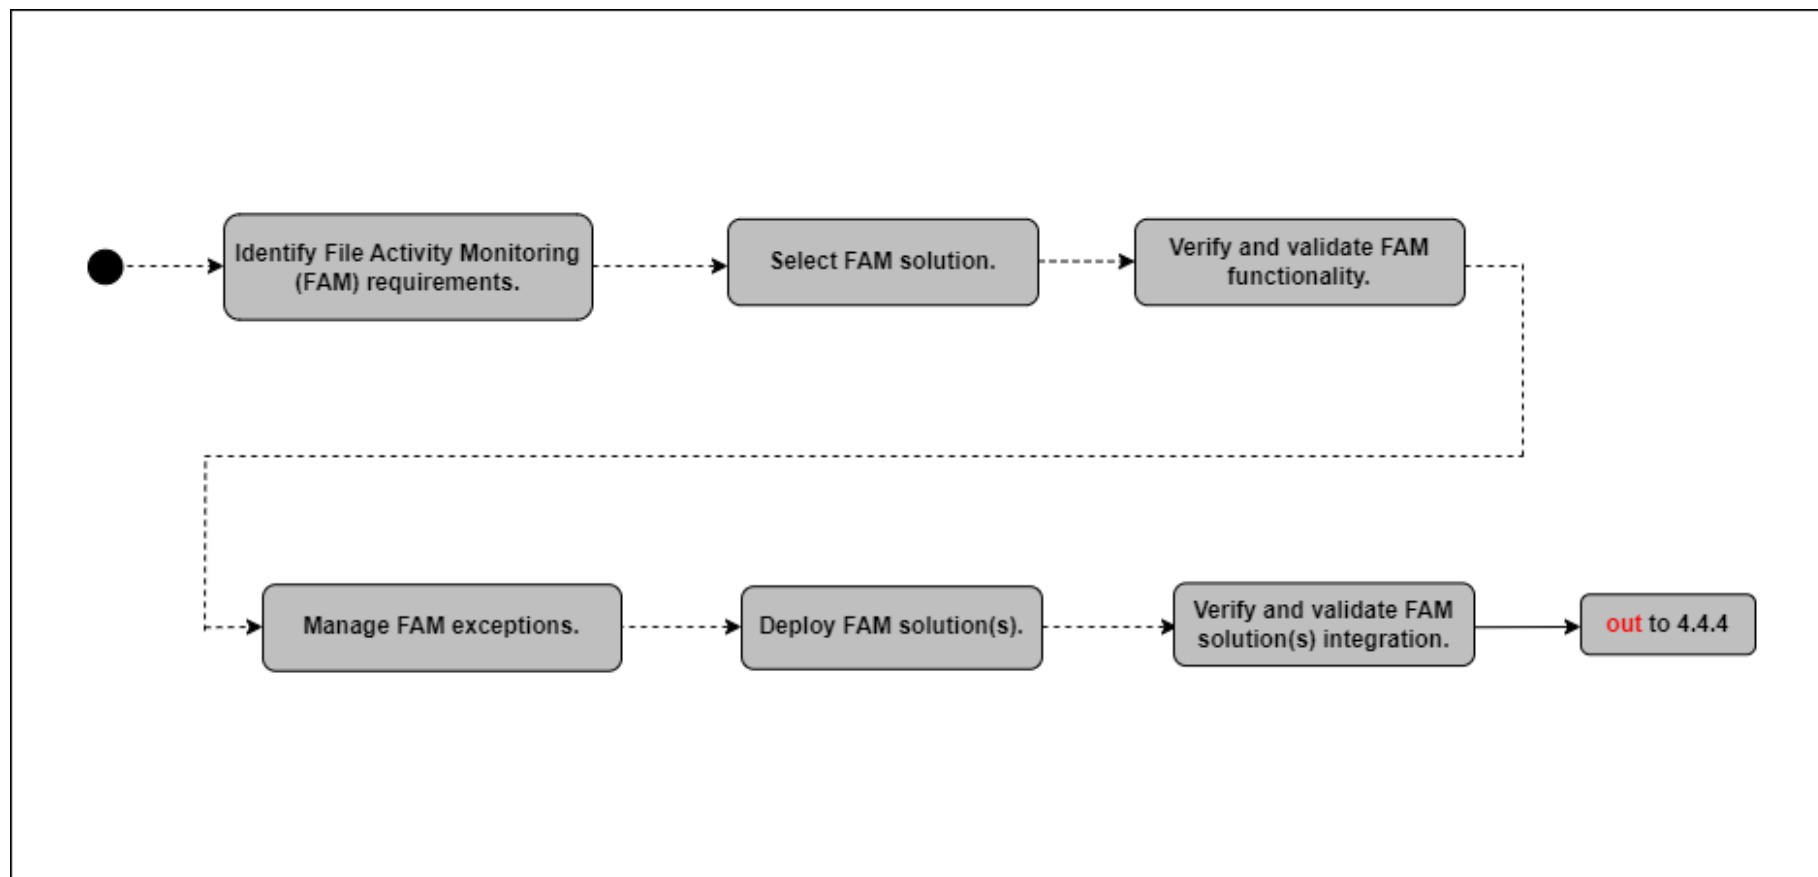 Identify File Activity Monitoring
(FAM) requirements.
Select FAM solution.
Verify and validate FAM
functionality.
Manage FAM exceptions.
Deploy FAM solution(s).
Verify and validate FAM
solution(s) integration.
out to 4.4.4